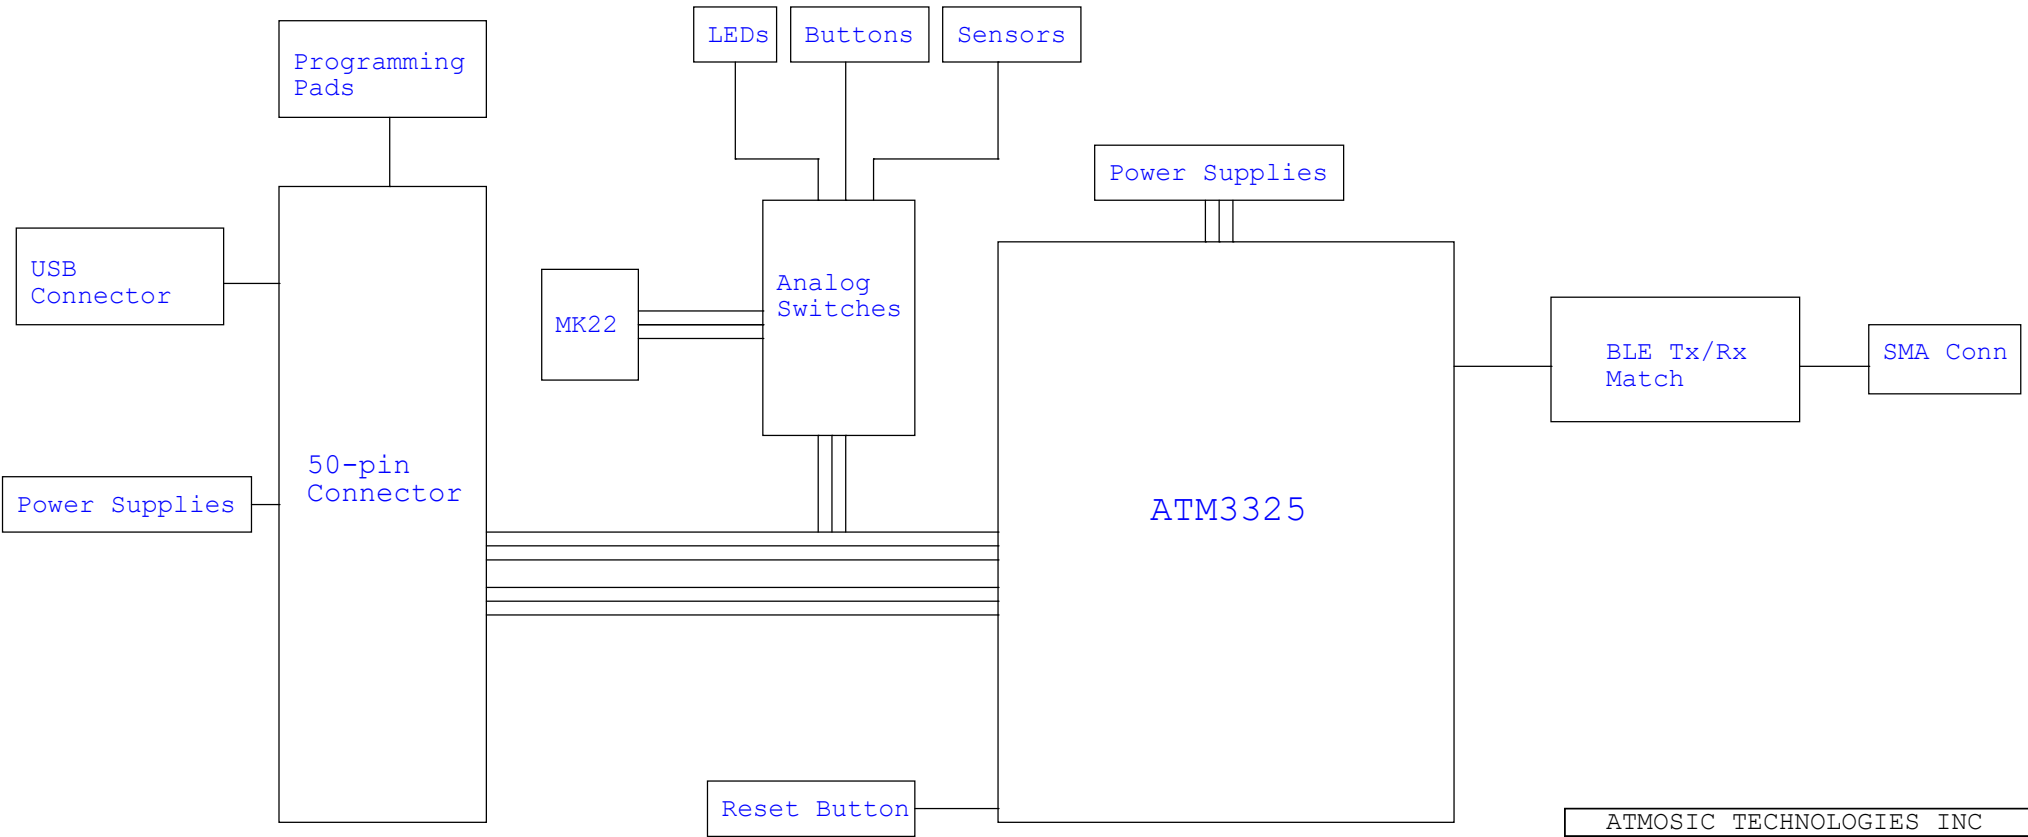 LEDs
Buttons
Sensors
Programming
Pads
Power Supplies
USB
Connector
Analog
Switches
MK22
BLE Tx/Rx
Match
SMA Conn
50-pin
Connector
Power Supplies
ATM3325
Reset Button
ATMOSIC TECHNOLOGIES INC